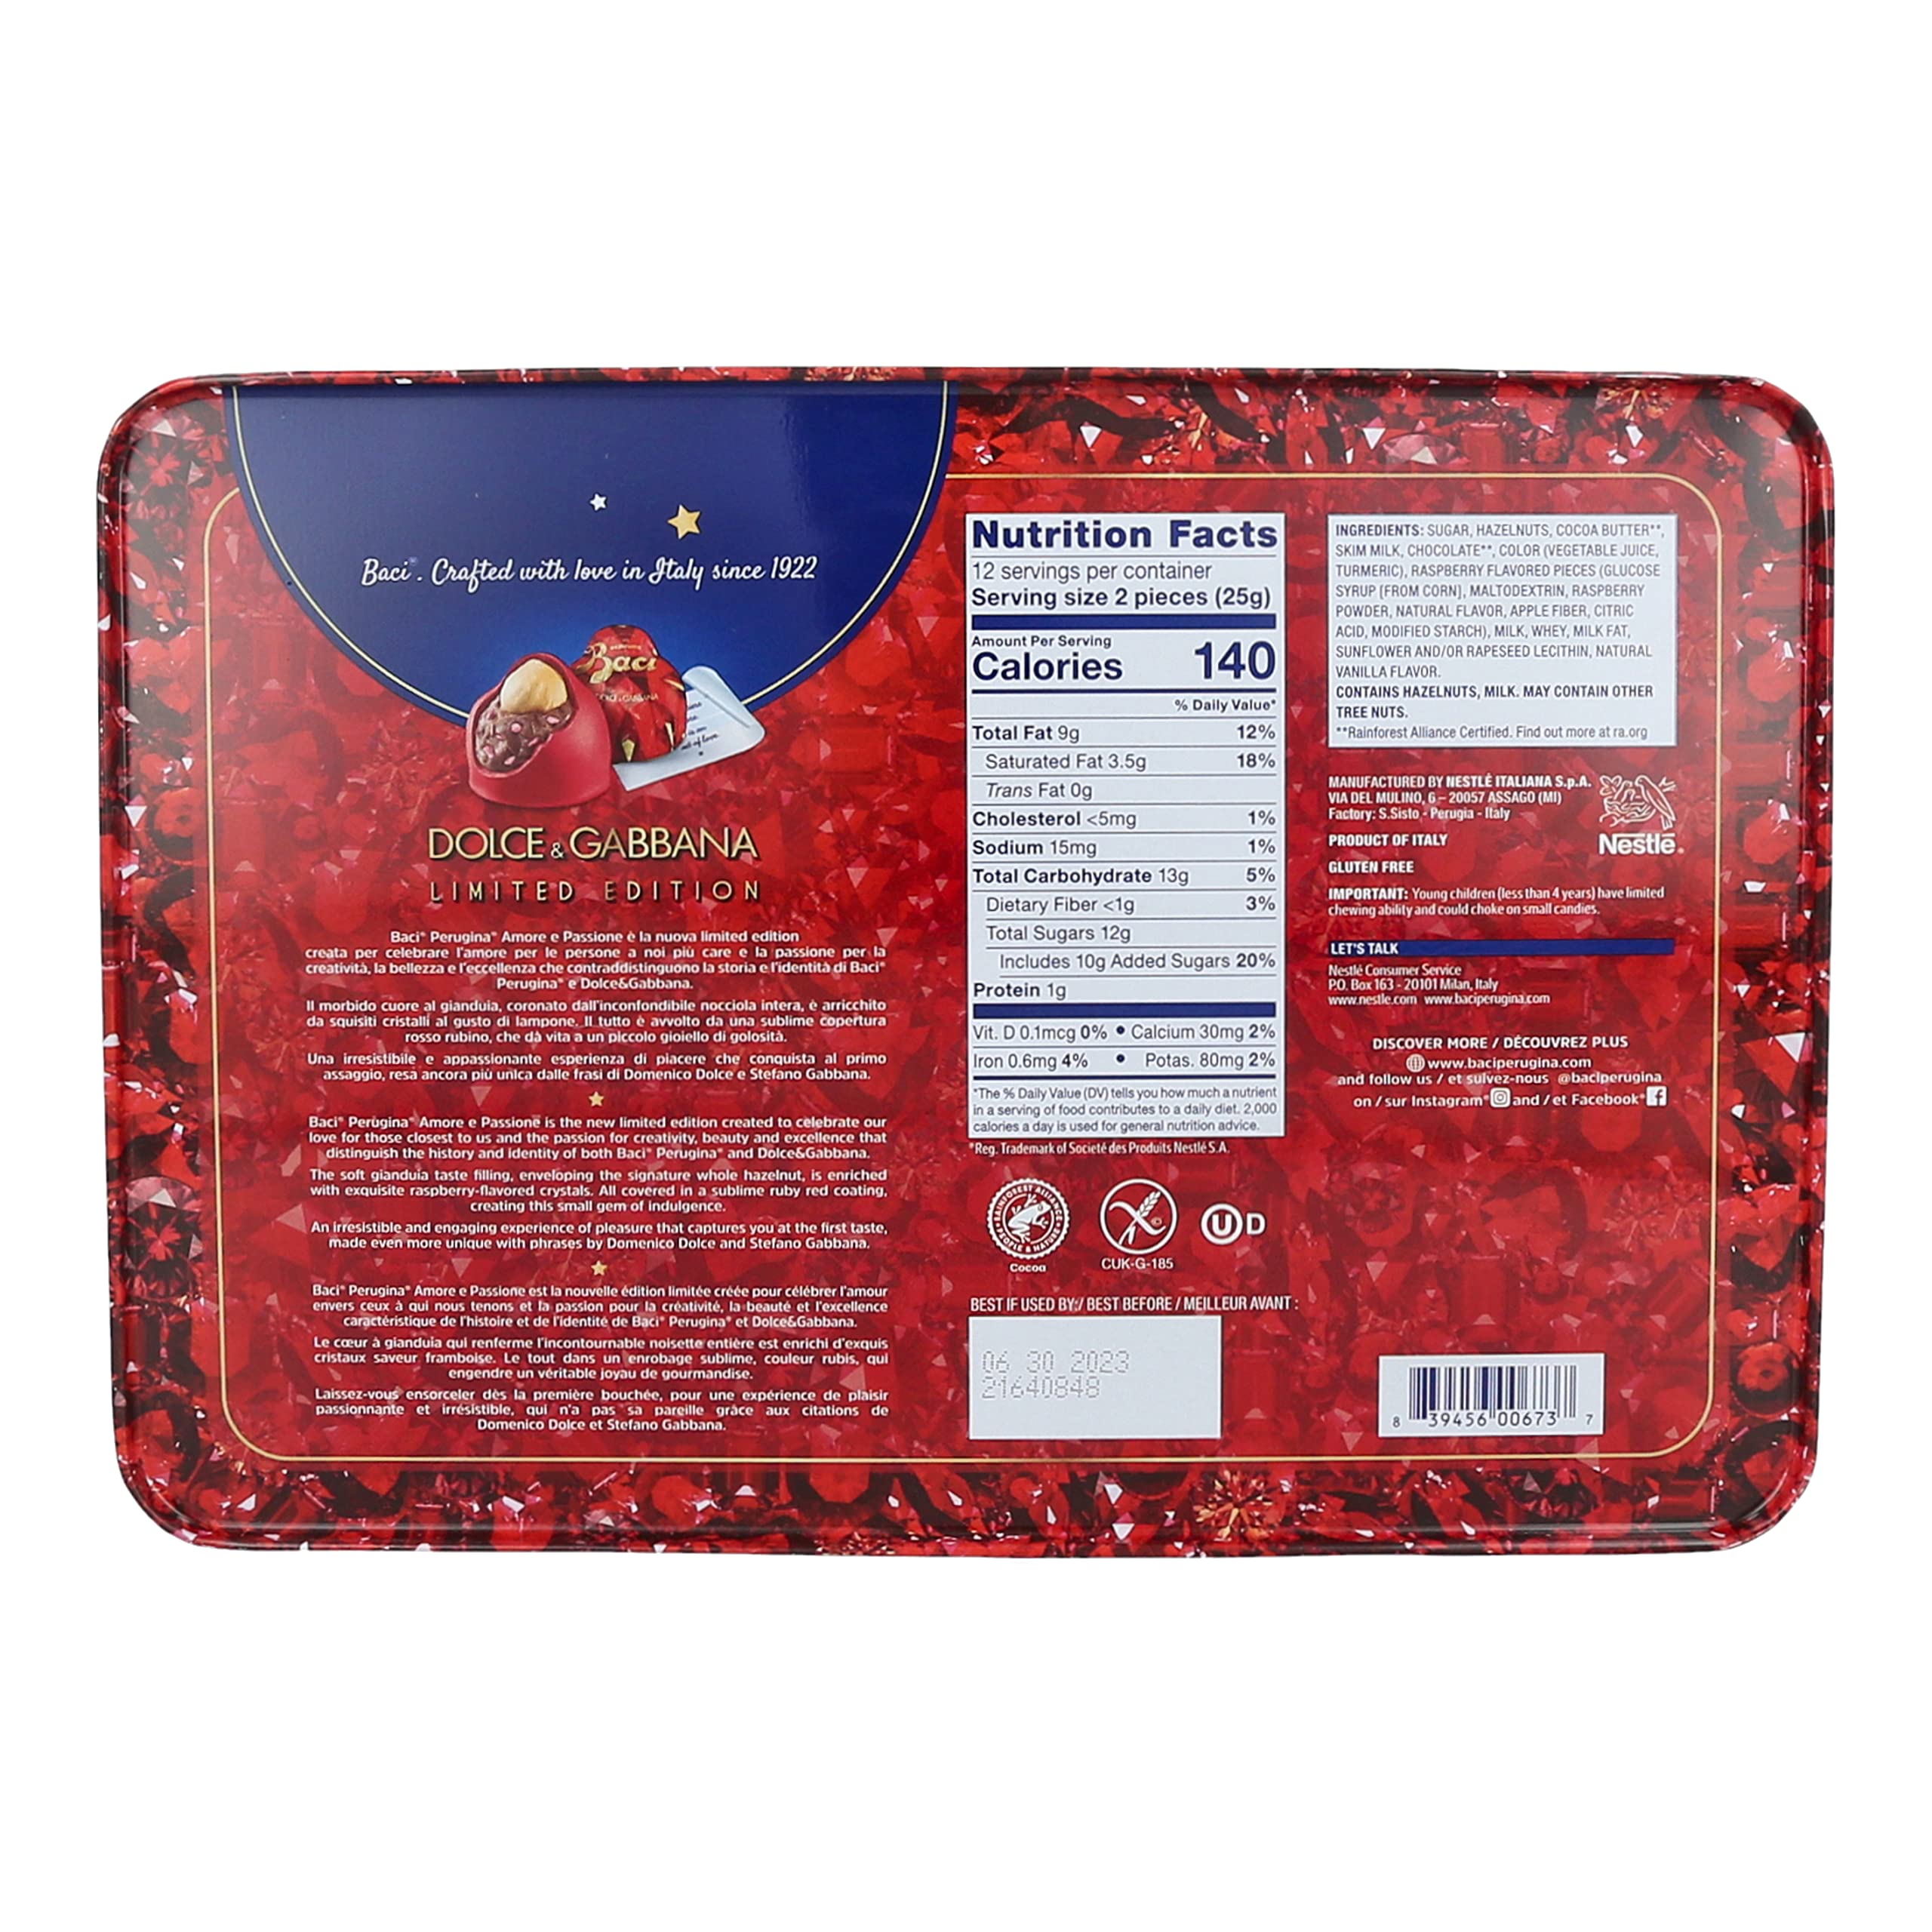 Baci®. Crafted with love in Italy since 1922
Baci
DOLCE & GABBANA
LIMITED EDITION
Baci® Perugina® Amore e Passione è la nuova limited edition
creata per celebrare l'amore per le persone a noi più care e la passione per la
creatività, la bellezza e l'eccellenza che contraddistinguono la storia e l'identità di Baci®
Perugina® e Dolce&Gabbana.
Il morbido cuore al gianduia, coronato dall'inconfondibile nocciola intera, è arricchito
da squisiti cristalli al gusto di lampone. Il tutto è avvolto da una sublime copertura
rosso rubino, che dà vita a un piccolo gioiello di golosità.
Una irresistibile e appassionante esperienza di piacere che conquista al primo
assaggio, resa ancora più unica dalle frasi di Domenico Dolce e Stefano Gabbana.
Baci® Perugina® Amore e Passione is the new limited edition created to celebrate our
love for those closest to us and the passion for creativity, beauty and excellence that
distinguish the history and identity of both Baci® Perugina® and Dolce&Gabbana.
The soft gianduia taste filling, enveloping the signature whole hazelnut, is enriched
with exquisite raspberry-flavored crystals. All covered in a sublime ruby red coating,
creating this small gem of indulgence.
An irresistible and engaging experience of pleasure that captures you at the first taste,
made even more unique with phrases by Domenico Dolce and Stefano Gabbana.
Baci® Perugina® Amore e Passione est la nouvelle édition limitée créée pour célébrer l'amour
envers ceux à qui nous tenons et la passion pour la créativité, la beauté et l'excellence
caractéristique de l'histoire et de l'identité de Baci® Perugina® et Dolce&Gabbana.
Le cœur à gianduia qui renferme l'incontournable noisette entière est enrichi d'exquis
cristaux saveur framboise. Le tout dans un enrobage sublime, couleur rubis, qui
engendre un véritable joyau de gourmandise.
Laissez-vous ensorceler dès la première bouchée, pour une expérience de plaisir
passionnante et irrésistible, qui n'a pas sa pareille grâce aux citations de
Domenico Dolce et Stefano Gabbana.
Nutrition Facts
12 servings per container
Serving size 2 pieces (25g)
Amount Per Serving
Calories 140
% Daily Value*
Total Fat 9g 12%
Saturated Fat 3.5g 18%
Trans Fat 0g
Cholesterol <5mg 1%
Sodium 15mg 1%
Total Carbohydrate 13g 5%
Dietary Fiber <1g 3%
Total Sugars 12g
Includes 10g Added Sugars 20%
Protein 1g
Vit. D 0.1mcg 0% • Calcium 30mg 2%
Iron 0.6mg 4% • Potas. 80mg 2%
*The % Daily Value (DV) tells you how much a nutrient
in a serving of food contributes to a daily diet. 2,000
calories a day is used for general nutrition advice.
®Reg. Trademark of Societé des Produits Nestlé S.A.
RAINFOREST ALLIANCE
PEOPLE & NATURE
Cocoa
CUK-G-185
U D
BEST IF USED BY:/ BEST BEFORE / MEILLEUR AVANT :
06 30 2023
21640848
INGREDIENTS: SUGAR, HAZELNUTS, COCOA BUTTER**,
SKIM MILK, CHOCOLATE**, COLOR (VEGETABLE JUICE,
TURMERIC), RASPBERRY FLAVORED PIECES (GLUCOSE
SYRUP [FROM CORN], MALTODEXTRIN, RASPBERRY
POWDER, NATURAL FLAVOR, APPLE FIBER, CITRIC
ACID, MODIFIED STARCH), MILK, WHEY, MILK FAT,
SUNFLOWER AND/OR RAPESEED LECITHIN, NATURAL
VANILLA FLAVOR.
CONTAINS HAZELNUTS, MILK. MAY CONTAIN OTHER
TREE NUTS.
**Rainforest Alliance Certified. Find out more at ra.org
MANUFACTURED BY NESTLÉ ITALIANA S.p.A.
VIA DEL MULINO, 6 – 20057 ASSAGO (MI)
Factory: S.Sisto - Perugia - Italy
PRODUCT OF ITALY
Nestlé®
GLUTEN FREE
IMPORTANT: Young children (less than 4 years) have limited
chewing ability and could choke on small candies.
LET'S TALK
Nestlé Consumer Service
P.O. Box 163 - 20101 Milan, Italy
www.nestle.com www.baciperugina.com
DISCOVER MORE / DÉCOUVREZ PLUS
www.baciperugina.com
and follow us / et suivez-nous @baciperugina
on / sur Instagram® and / et Facebook®
8 39456 00673 7